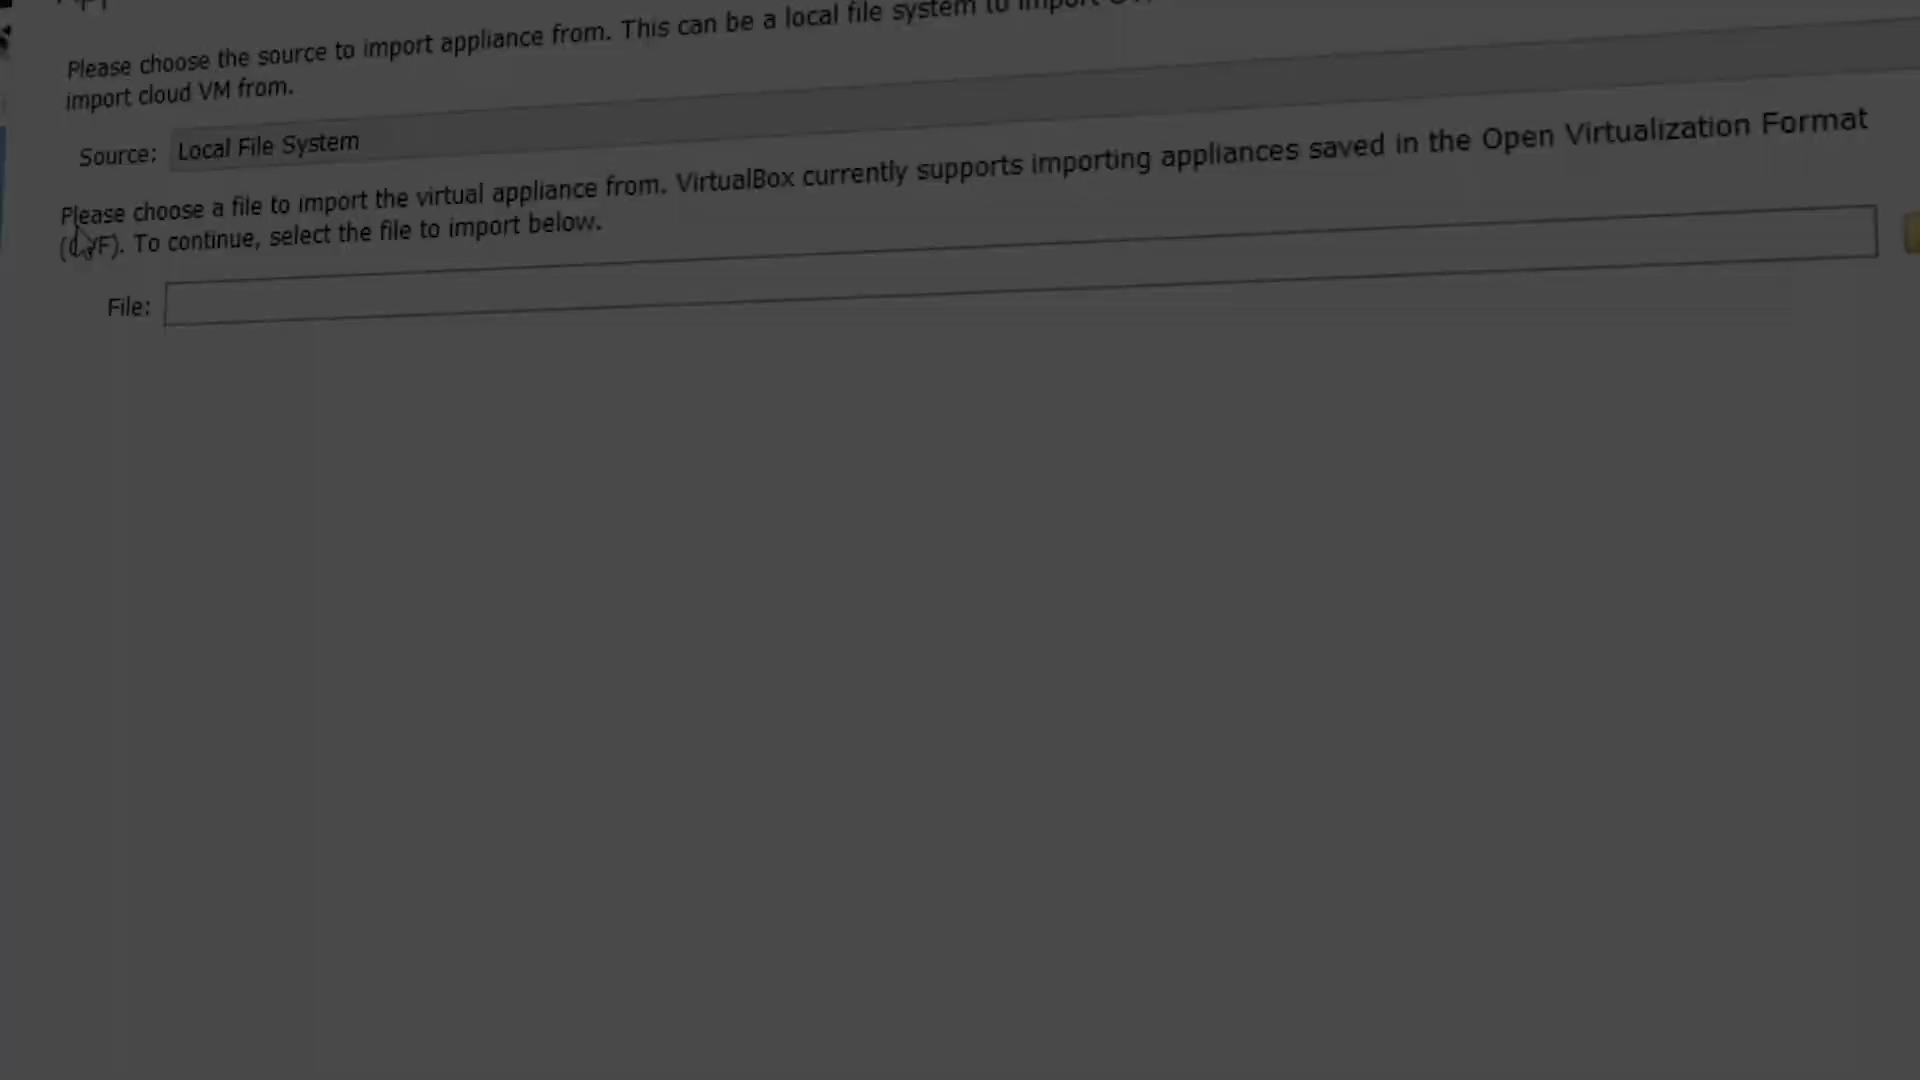 Please choose the source to import appliance from. This can be a local file system to import
import cloud VM from.
Source: Local File System
Please choose a file to import the virtual appliance from. VirtualBox currently supports importing appliances saved in the Open Virtualization Format
To continue, select the file to import below.
File: